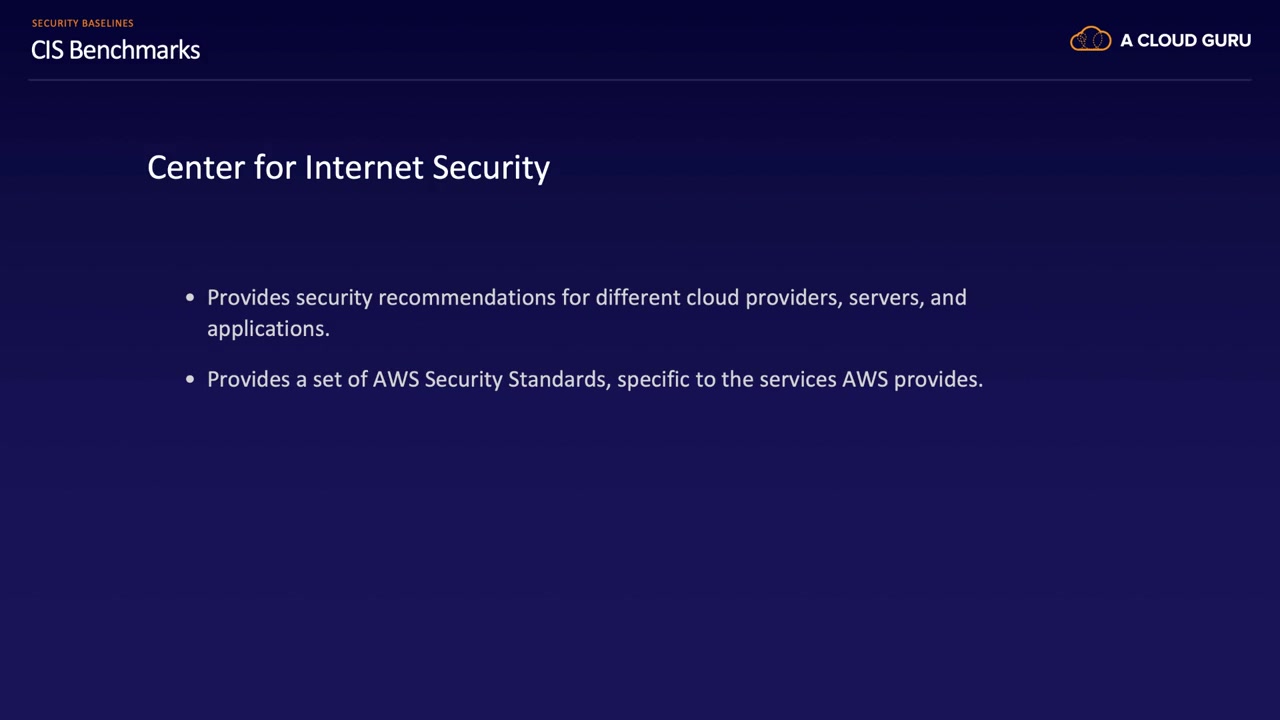 SECURITY BASELINES
CIS Benchmarks
A CLOUD GURU
Center for Internet Security
• Provides security recommendations for different cloud providers, servers, and
applications.
• Provides a set of AWS Security Standards, specific to the services AWS provides.